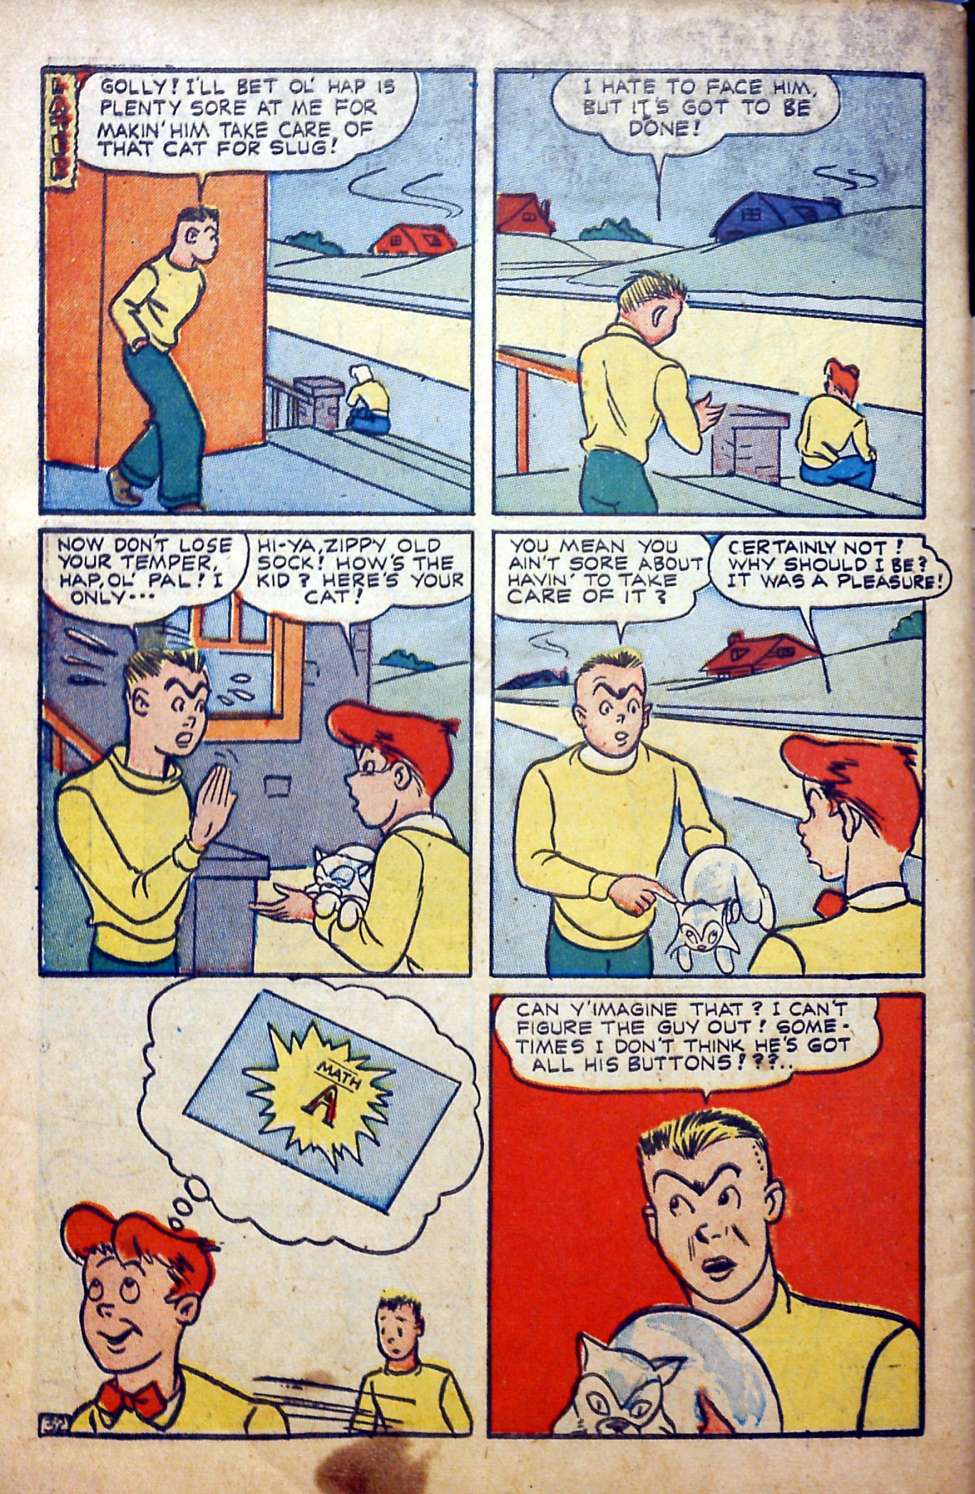 LATER
GOLLY! I'LL BET OL' HAP IS
PLENTY SORE AT ME FOR
MAKIN' HIM TAKE CARE OF
THAT CAT FOR SLUG!
I HATE TO FACE HIM,
BUT IT'S GOT TO BE
DONE!
NOW DON'T LOSE
YOUR TEMPER,
HAP, OL' PAL! I
ONLY---
HI-YA, ZIPPY OLD
SOCK! HOW'S THE
KID? HERE'S YOUR
CAT!
YOU MEAN YOU
AIN'T SORE ABOUT
HAVIN' TO TAKE
CARE OF IT?
CERTAINLY NOT!
WHY SHOULD I BE?
IT WAS A PLEASURE!
MATH
A
32
CAN Y'IMAGINE THAT? I CAN'T
FIGURE THE GUY OUT! SOME-
TIMES I DON'T THINK HE'S GOT
ALL HIS BUTTONS!??..